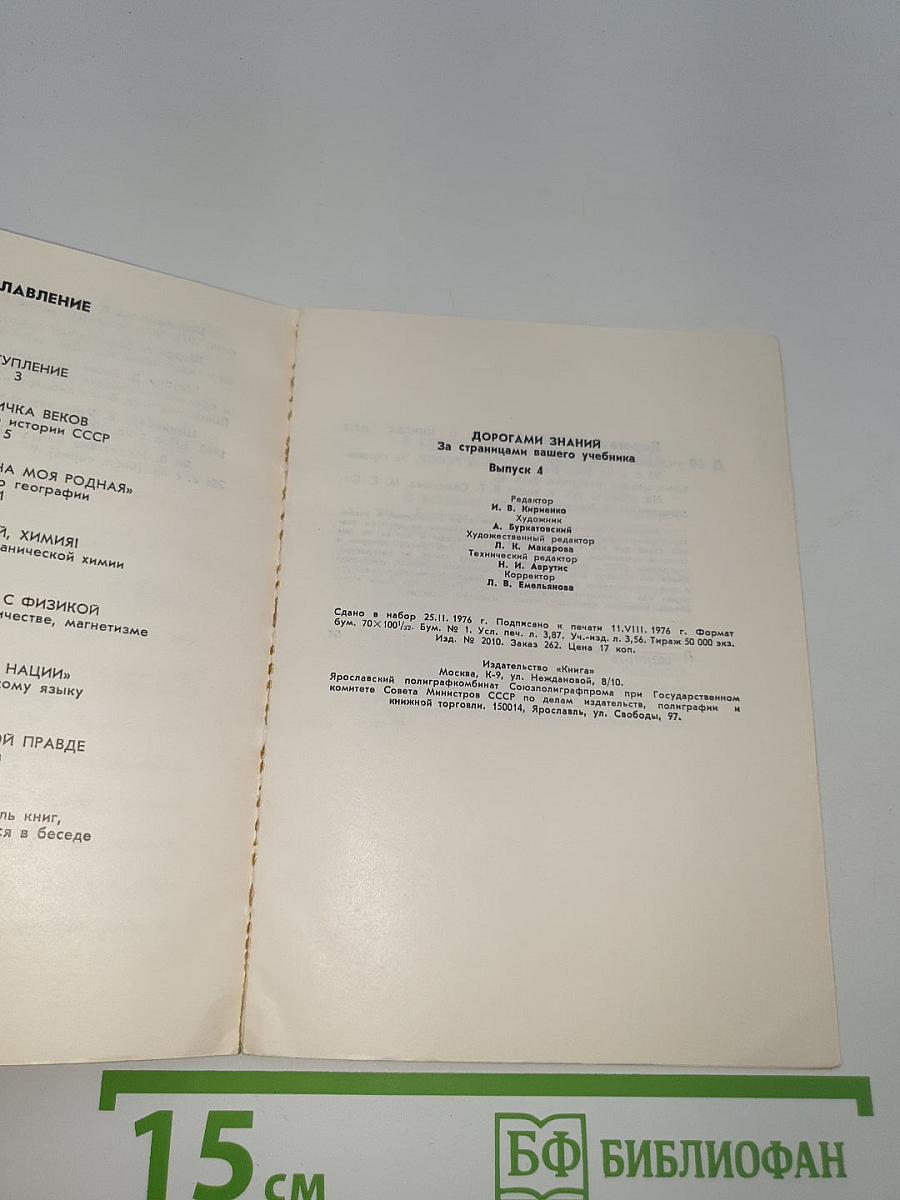 ЛАВЛЕНИЕ
ТУПЛЕНИЕ
3
ИЧКА ВЕКОВ
истории СССР
5
НА МОЯ РОДНАЯ»
о географии
1
Й, ХИМИЯ!
анической химии
С ФИЗИКОЙ
ичестве, магнетизме
НАЦИИ»
кому языку
ОЙ ПРАВДЕ
ль книг,
ся в беседе
ДОРОГАМИ ЗНАНИЙ
За страницами вашего учебника
Выпуск 4
Редактор
И. В. Кириенко
Художник
А. Буркатовский
Художественный редактор
Л. К. Макарова
Технический редактор
Н. И. Аврутис
Корректор
Л. В. Емельянова
Сдано в набор 25.II. 1976 г. Подписано к печати 11.VIII. 1976 г. Формат
бум. 70×100¹/₃₂. Бум. № 1. Усл. печ. л. 3,87. Уч.-изд. л. 3,56. Тираж 50 000 экз.
Изд. № 2010. Заказ 262. Цена 17 коп.
Издательство «Книга»
Москва, К-9, ул. Неждановой, 8/10.
Ярославский полиграфкомбинат Союзполиграфпрома при Государственном
комитете Совета Министров СССР по делам издательств, полиграфии и
книжной торговли. 150014, Ярославль, ул. Свободы, 97.
15 см
БФ БИБЛИОФАН